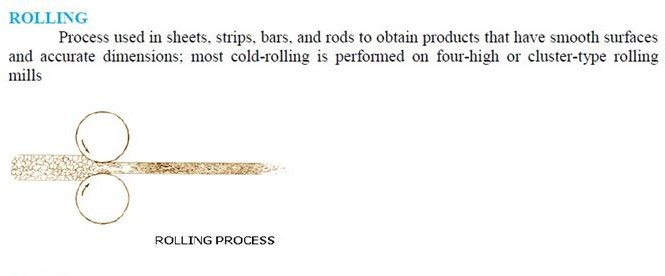 ROLLING
Process used in sheets, strips, bars, and rods to obtain products that have smooth surfaces
and accurate dimensions; most cold-rolling is performed on four-high or cluster-type rolling
mills
ROLLING PROCESS